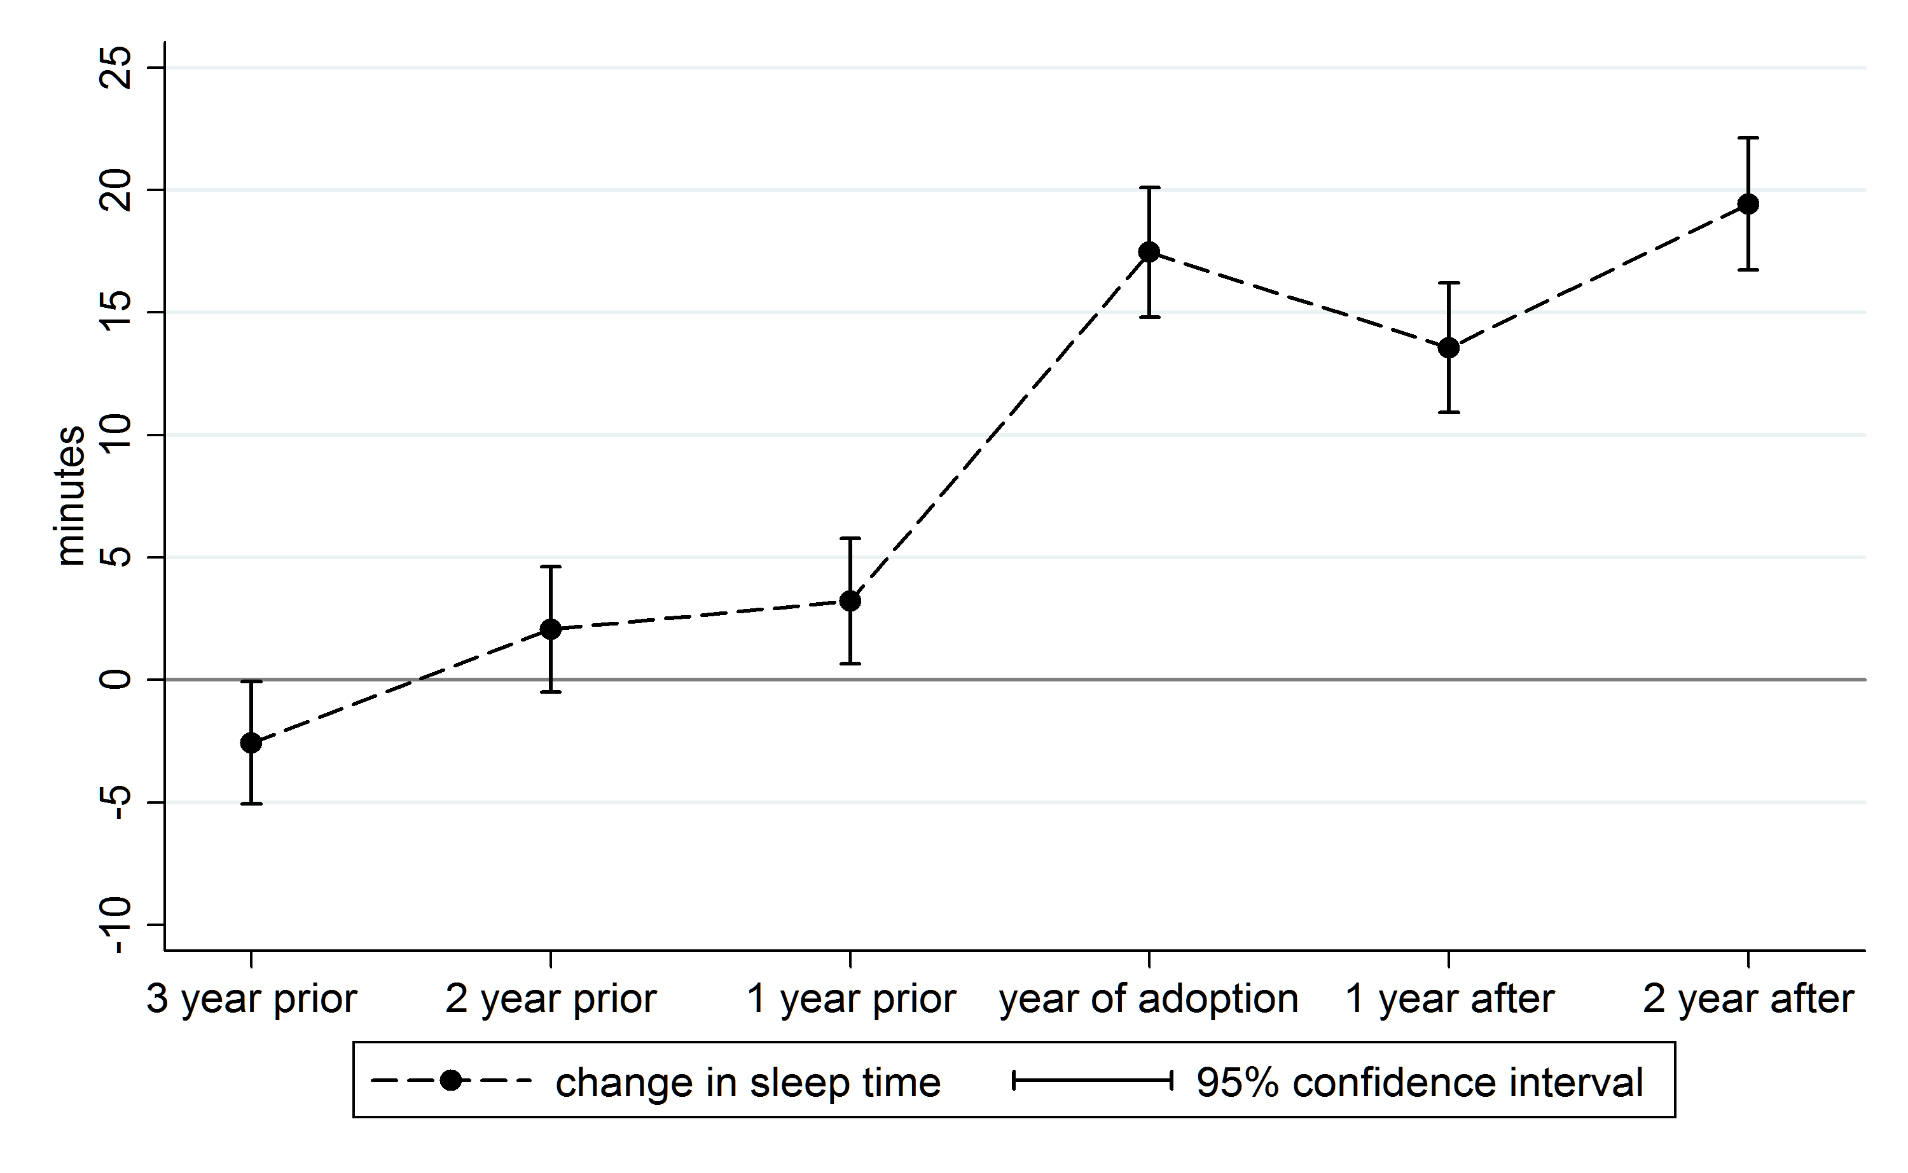 25
20
15
10
5
0
-5
-10
minutes
3 year prior
2 year prior
1 year prior
year of adoption
1 year after
2 year after
change in sleep time
95% confidence interval